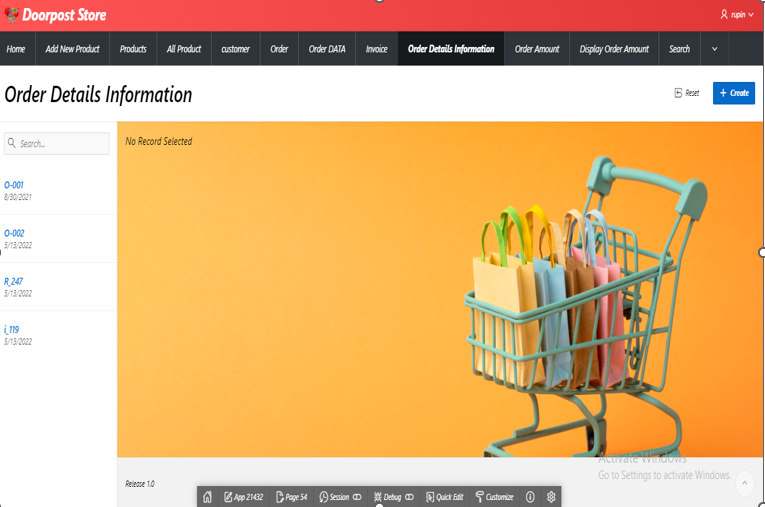 Doorpost Store
rupin
Home Add New Product Products All Product customer Order Order DATA Invoice Order Details Information Order Amount Display Order Amount Search
Order Details Information
Reset
Create
Search...
No Record Selected
O-001
8/30/2021
O-002
5/13/2022
R_247
5/13/2022
i_119
5/13/2022
Activate Windows
Go to Settings to activate Windows.
Release 1.0
App 21432 Page 54 Session Debug Quick Edit Customize